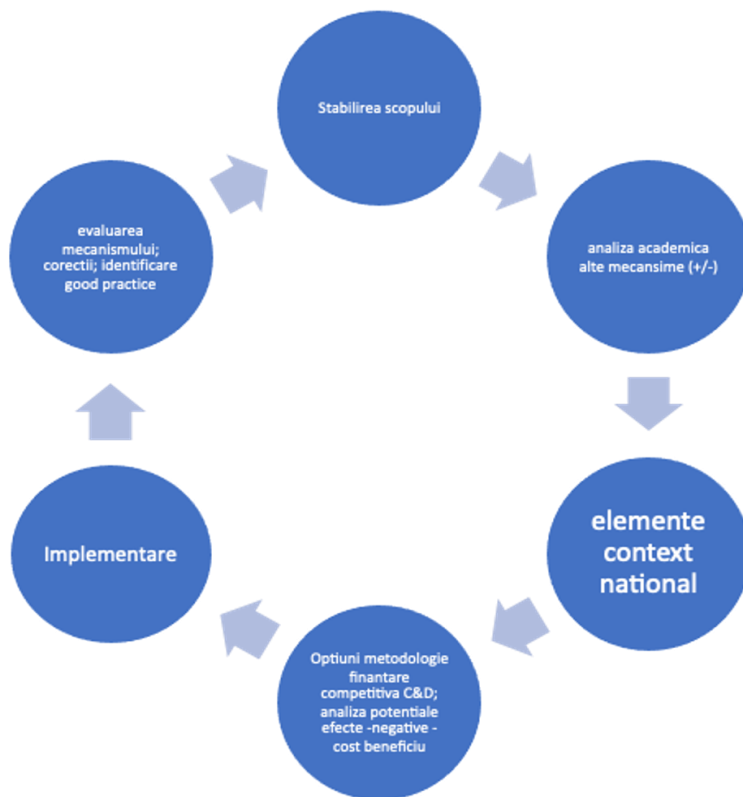 Stabilirea scopului
analiza academica
alte mecansime (+/-)
elemente
context
national
Optiuni metodologie
finantare
competitiva C&D;
analiza potentiale
efecte -negative -
cost beneficiu
Implementare
evaluarea
mecanismului;
corectii; identificare
good practice